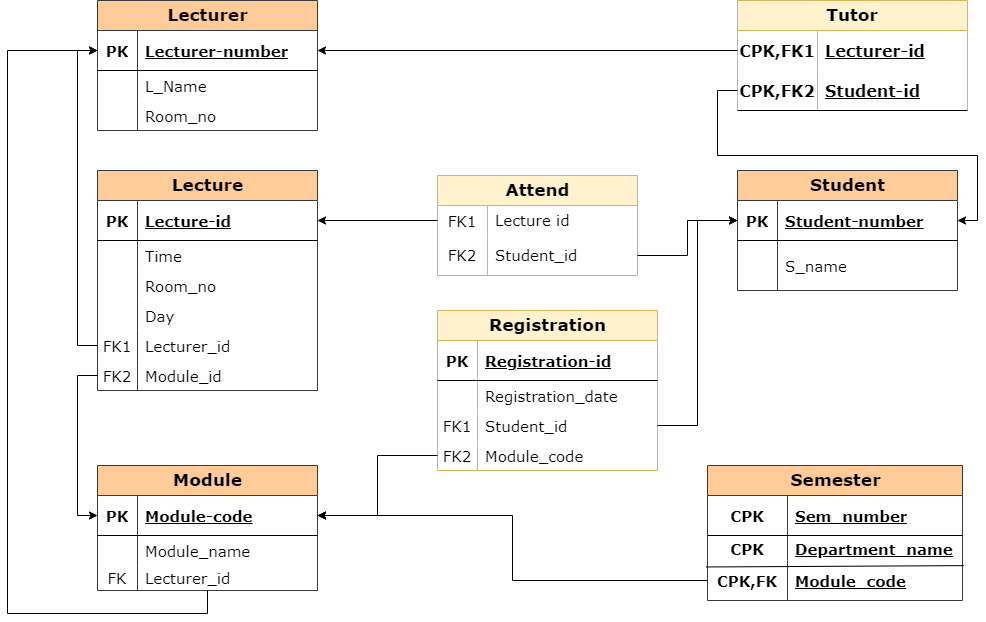 Lecturer
PK Lecturer-number
L_Name
Room_no
Tutor
CPK,FK1 Lecturer-id
CPK,FK2 Student-id
Lecture
PK Lecture-id
Time
Room_no
Day
FK1 Lecturer_id
FK2 Module_id
Attend
FK1 Lecture id
FK2 Student_id
Student
PK Student-number
S_name
Registration
PK Registration-id
Registration_date
FK1 Student_id
FK2 Module_code
Module
PK Module-code
Module_name
FK Lecturer_id
Semester
CPK Sem_number
CPK Department_name
CPK,FK Module_code